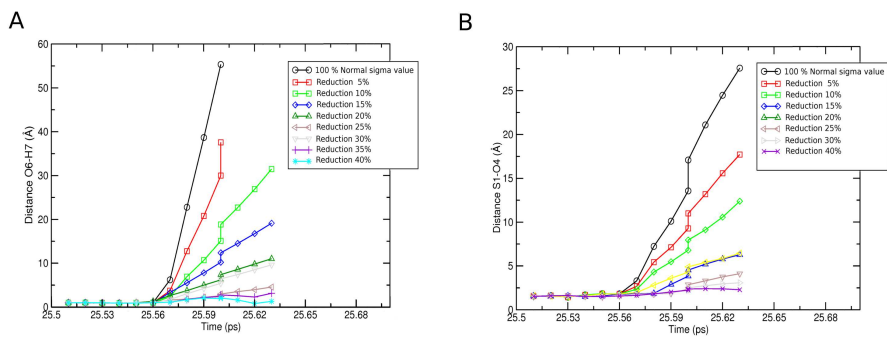 A
60
50
40
30
20
10
0
Distance O6-H7 (Å)
25.5
25.53
25.56
25.59
25.62
25.65
25.68
Time (ps)
100 % Normal sigma value
Reduction 5%
Reduction 10%
Reduction 15%
Reduction 20%
Reduction 25%
Reduction 30%
Reduction 35%
Reduction 40%
B
30
25
20
15
10
5
0
Distance S1-O4 (Å)
25.5
25.53
25.56
25.59
25.62
25.65
25.68
Time (ps)
100 % Normal sigma value
Reduction 5%
Reduction 10%
Reduction 15%
Reduction 20%
Reduction 25%
Reduction 30%
Reduction 40%